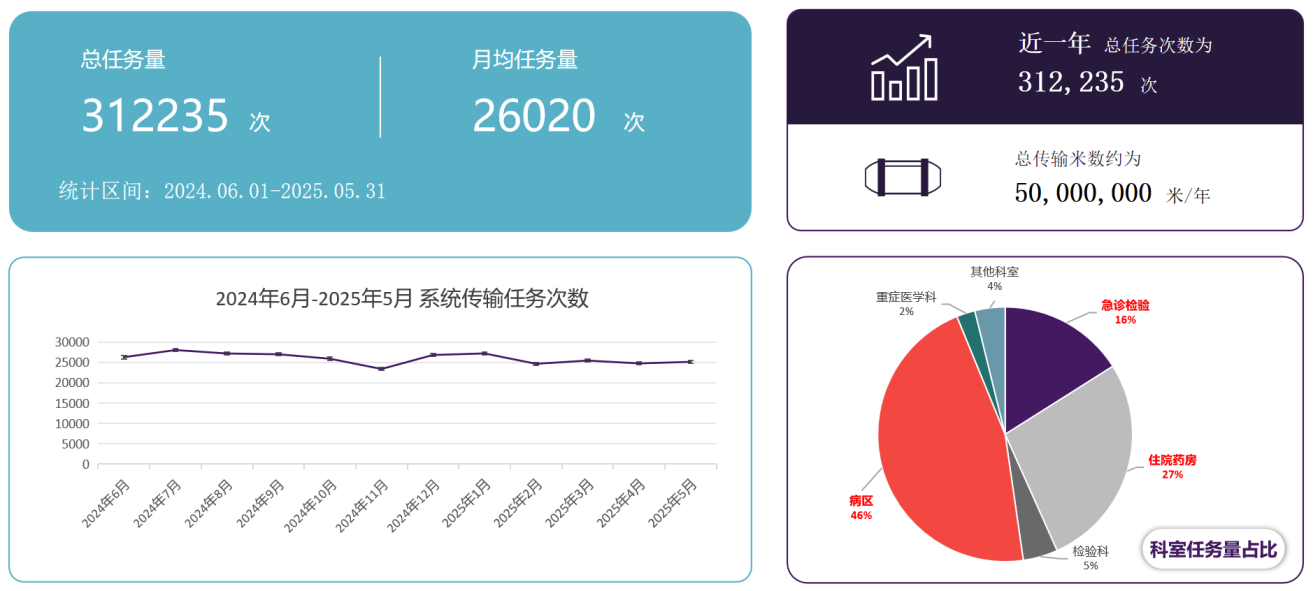 总任务量
312235 次
月均任务量
26020 次
统计区间：2024.06.01-2025.05.31
近一年 总任务次数为
312,235 次
总传输米数约为
50,000,000 米/年
2024年6月-2025年5月 系统传输任务次数
30000
25000
20000
15000
10000
5000
0
2024年6月
2024年7月
2024年8月
2024年9月
2024年10月
2024年11月
2024年12月
2025年1月
2025年2月
2025年3月
2025年4月
2025年5月
其他科室
4%
重症医学科
2%
急诊检验
16%
住院药房
27%
病区
46%
检验科
5%
科室任务量占比